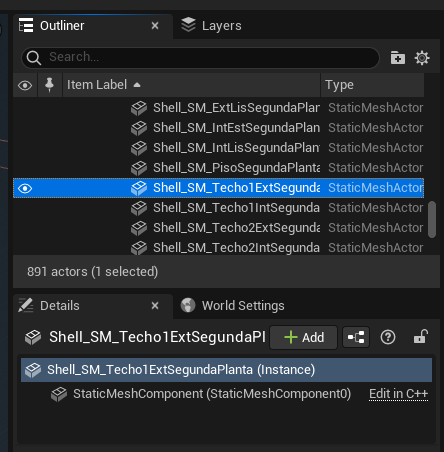 Outliner × Layers
Search...
Item Label Type
Shell_SM_ExtLisSegundaPlan StaticMeshActor
Shell_SM_IntEstSegundaPlan StaticMeshActor
Shell_SM_IntLisSegundaPlant StaticMeshActor
Shell_SM_PisoSegundaPlanta StaticMeshActor
Shell_SM_Techo1ExtSegunda StaticMeshActor
Shell_SM_Techo1IntSegunda StaticMeshActor
Shell_SM_Techo2ExtSegunda StaticMeshActor
Shell_SM_Techo2IntSegunda StaticMeshActor
891 actors (1 selected)
Details × World Settings
Shell_SM_Techo1ExtSegundaPl + Add
Shell_SM_Techo1ExtSegundaPlanta (Instance)
StaticMeshComponent (StaticMeshComponent0) Edit in C++